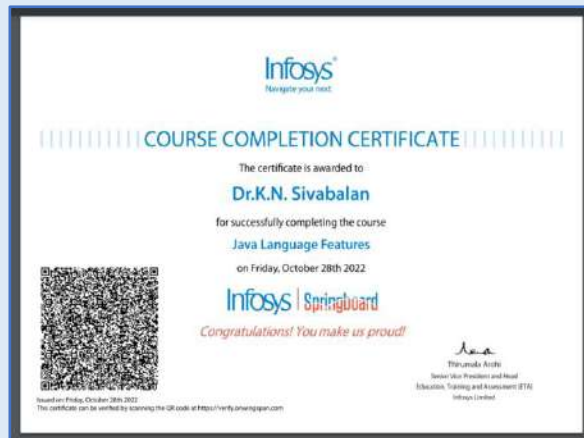 Infosys®
Navigate your next
COURSE COMPLETION CERTIFICATE
The certificate is awarded to
Dr.K.N. Sivabalan
for successfully completing the course
Java Language Features
on Friday, October 28th 2022
Infosys | Springboard
Congratulations! You make us proud!
Thirumala Arohi
Senior Vice President and Head
Education, Training and Assessment (ETA)
Infosys Limited
Issued on: Friday, October 28th 2022
This certificate can be verified by scanning the QR code at https://verify.onwingspan.com